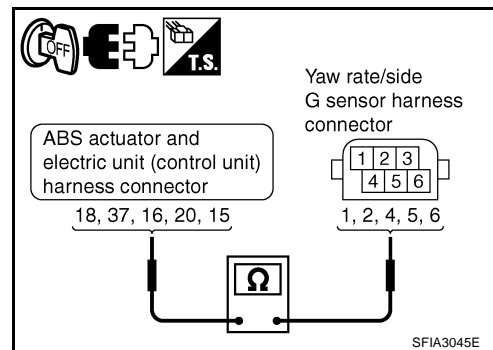 OFF
T.S.
Yaw rate/side
G sensor harness
connector
ABS actuator and
electric unit (control unit)
harness connector
1 2 3
4 5 6
18, 37, 16, 20, 15
1, 2, 4, 5, 6
Ω
SFIA3045E